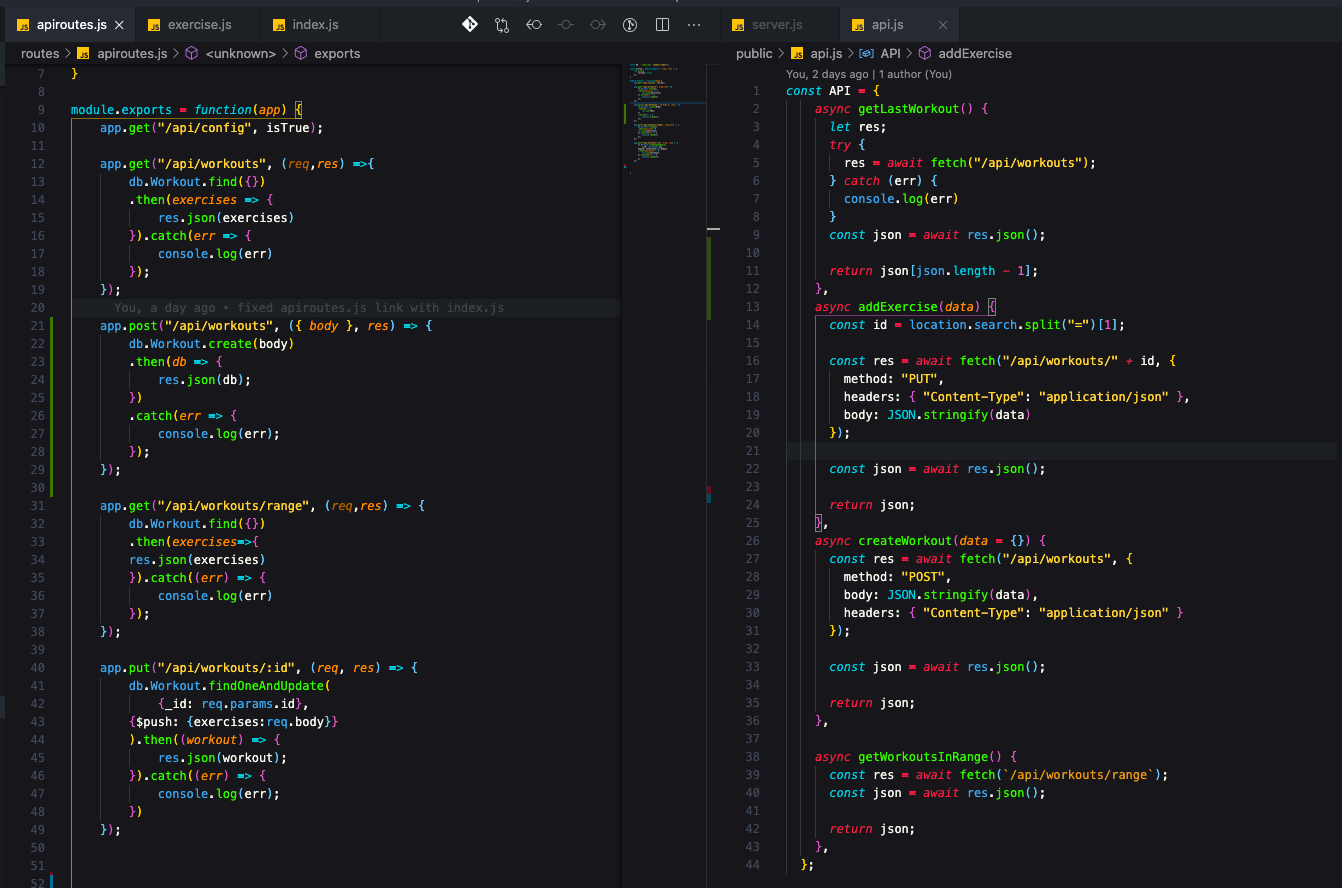 JS apiroutes.js ×
JS exercise.js
JS index.js
routes > JS apiroutes.js > <unknown> > exports
7 }
8
9 module.exports = function(app) {
10 app.get("/api/config", isTrue);
11
12 app.get("/api/workouts", (req,res) =>{
13 db.Workout.find({})
14 .then(exercises => {
15 res.json(exercises)
16 }).catch(err => {
17 console.log(err)
18 });
19 });
20 You, a day ago • fixed apiroutes.js link with index.js
21 app.post("/api/workouts", ({ body }, res) => {
22 db.Workout.create(body)
23 .then(db => {
24 res.json(db);
25 })
26 .catch(err => {
27 console.log(err);
28 });
29 });
30
31 app.get("/api/workouts/range", (req,res) => {
32 db.Workout.find({})
33 .then(exercises=>{
34 res.json(exercises)
35 }).catch((err) => {
36 console.log(err)
37 });
38 });
39
40 app.put("/api/workouts/:id", (req, res) => {
41 db.Workout.findOneAndUpdate(
42 {_id: req.params.id},
43 {$push: {exercises:req.body}}
44 ).then((workout) => {
45 res.json(workout);
46 }).catch((err) => {
47 console.log(err);
48 })
49 });
50
51
52
JS server.js
JS api.js ×
public > JS api.js > API > addExercise
You, 2 days ago | 1 author (You)
1 const API = {
2 async getLastWorkout() {
3 let res;
4 try {
5 res = await fetch("/api/workouts");
6 } catch (err) {
7 console.log(err)
8 }
9 const json = await res.json();
10
11 return json[json.length - 1];
12 },
13 async addExercise(data) {
14 const id = location.search.split("=")[1];
15
16 const res = await fetch("/api/workouts/" + id, {
17 method: "PUT",
18 headers: { "Content-Type": "application/json" },
19 body: JSON.stringify(data)
20 });
21
22 const json = await res.json();
23
24 return json;
25 },
26 async createWorkout(data = {}) {
27 const res = await fetch("/api/workouts", {
28 method: "POST",
29 body: JSON.stringify(data),
30 headers: { "Content-Type": "application/json" }
31 });
32
33 const json = await res.json();
34
35 return json;
36 },
37
38 async getWorkoutsInRange() {
39 const res = await fetch(`/api/workouts/range`);
40 const json = await res.json();
41
42 return json;
43 },
44 };